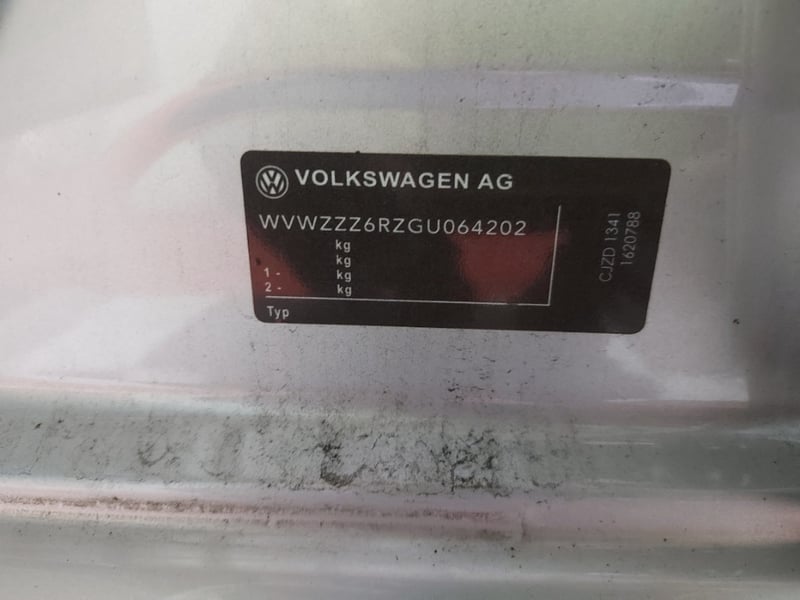 VOLKSWAGEN AG
WVWZZZ6RZGU064202
kg
kg
1 - kg
2 - kg
Typ
CJZD 1341
1620788